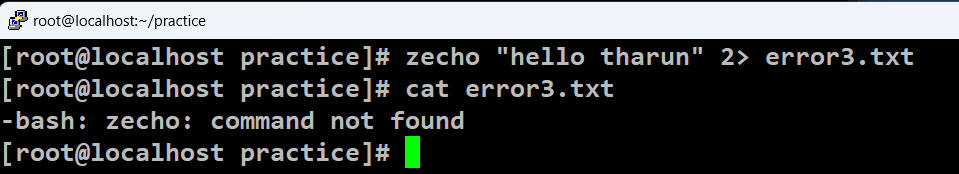 root@localhost:~/practice
[root@localhost practice]# zecho "hello tharun" 2> error3.txt
[root@localhost practice]# cat error3.txt
-bash: zecho: command not found
[root@localhost practice]#